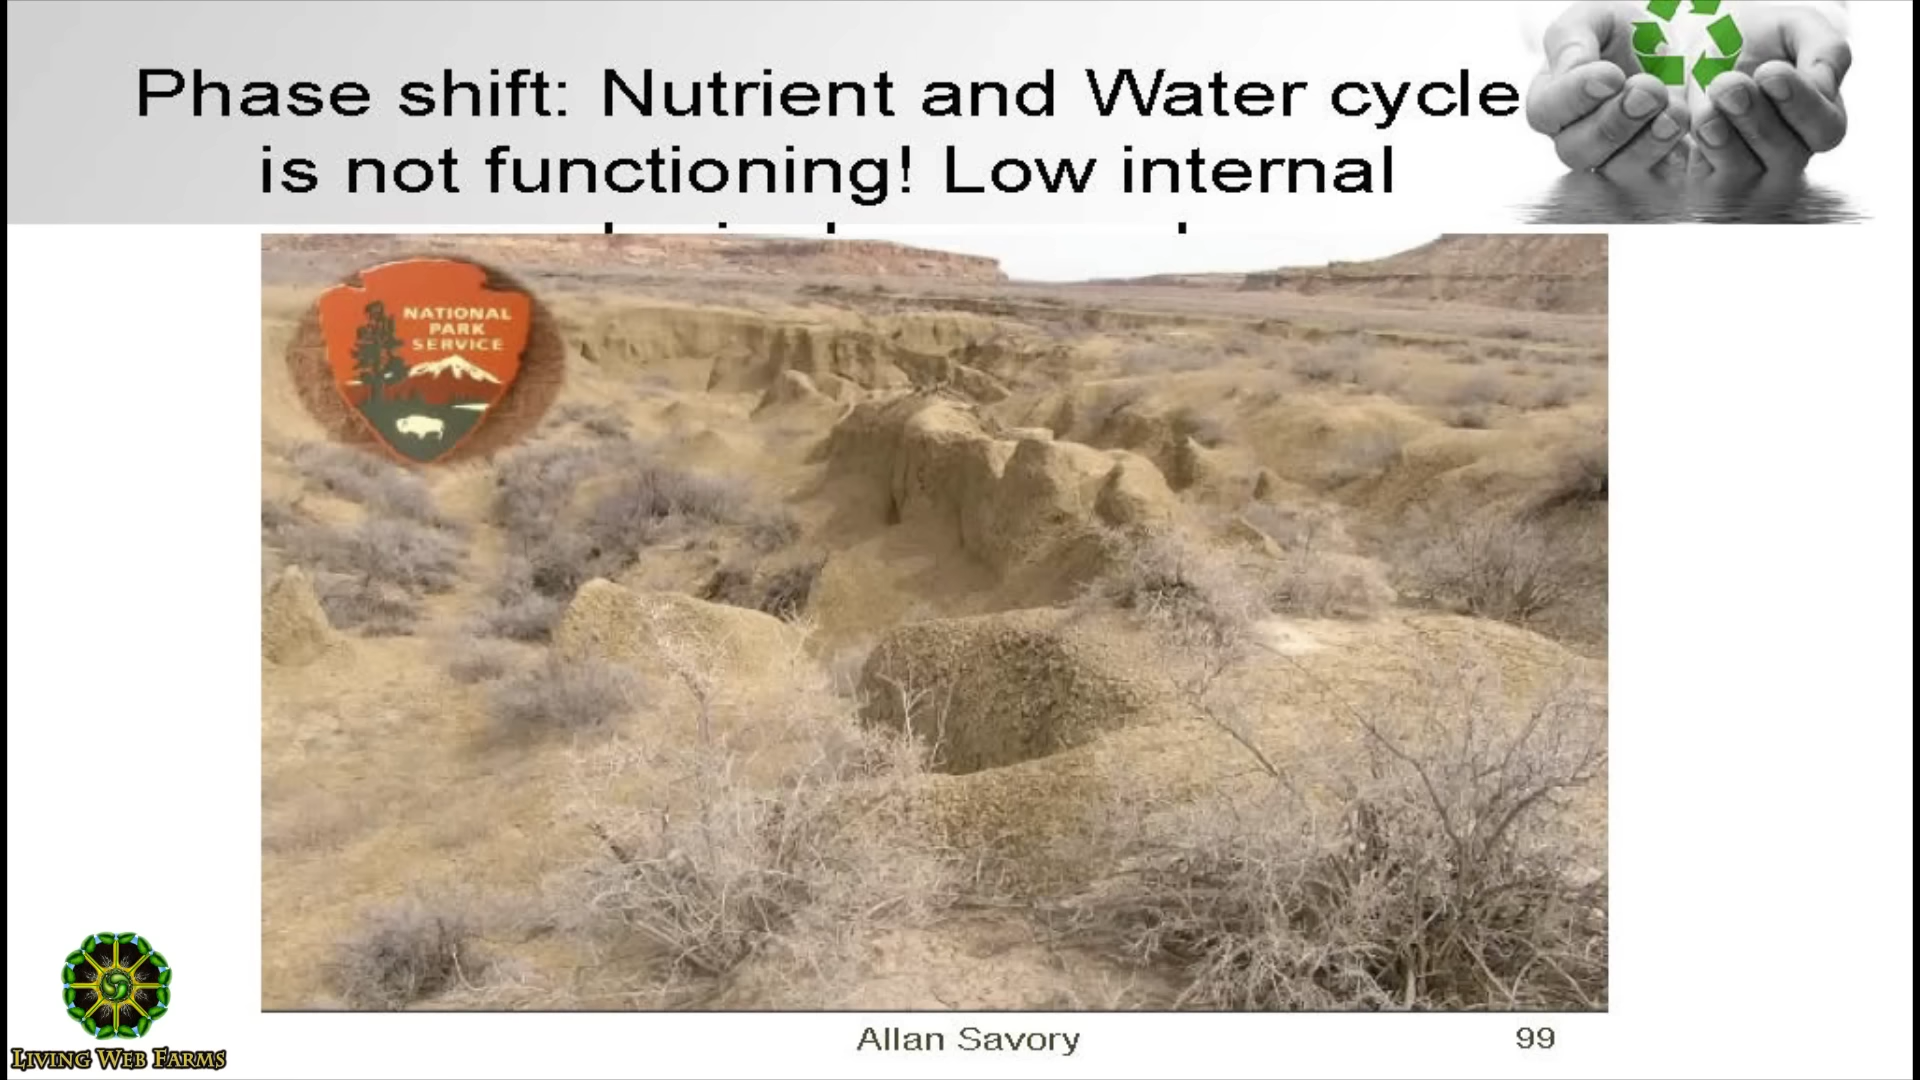 Phase shift: Nutrient and Water cycle
is not functioning! Low internal
NATIONAL
PARK
SERVICE
Allan Savory
99
LIVING WEB FARMS